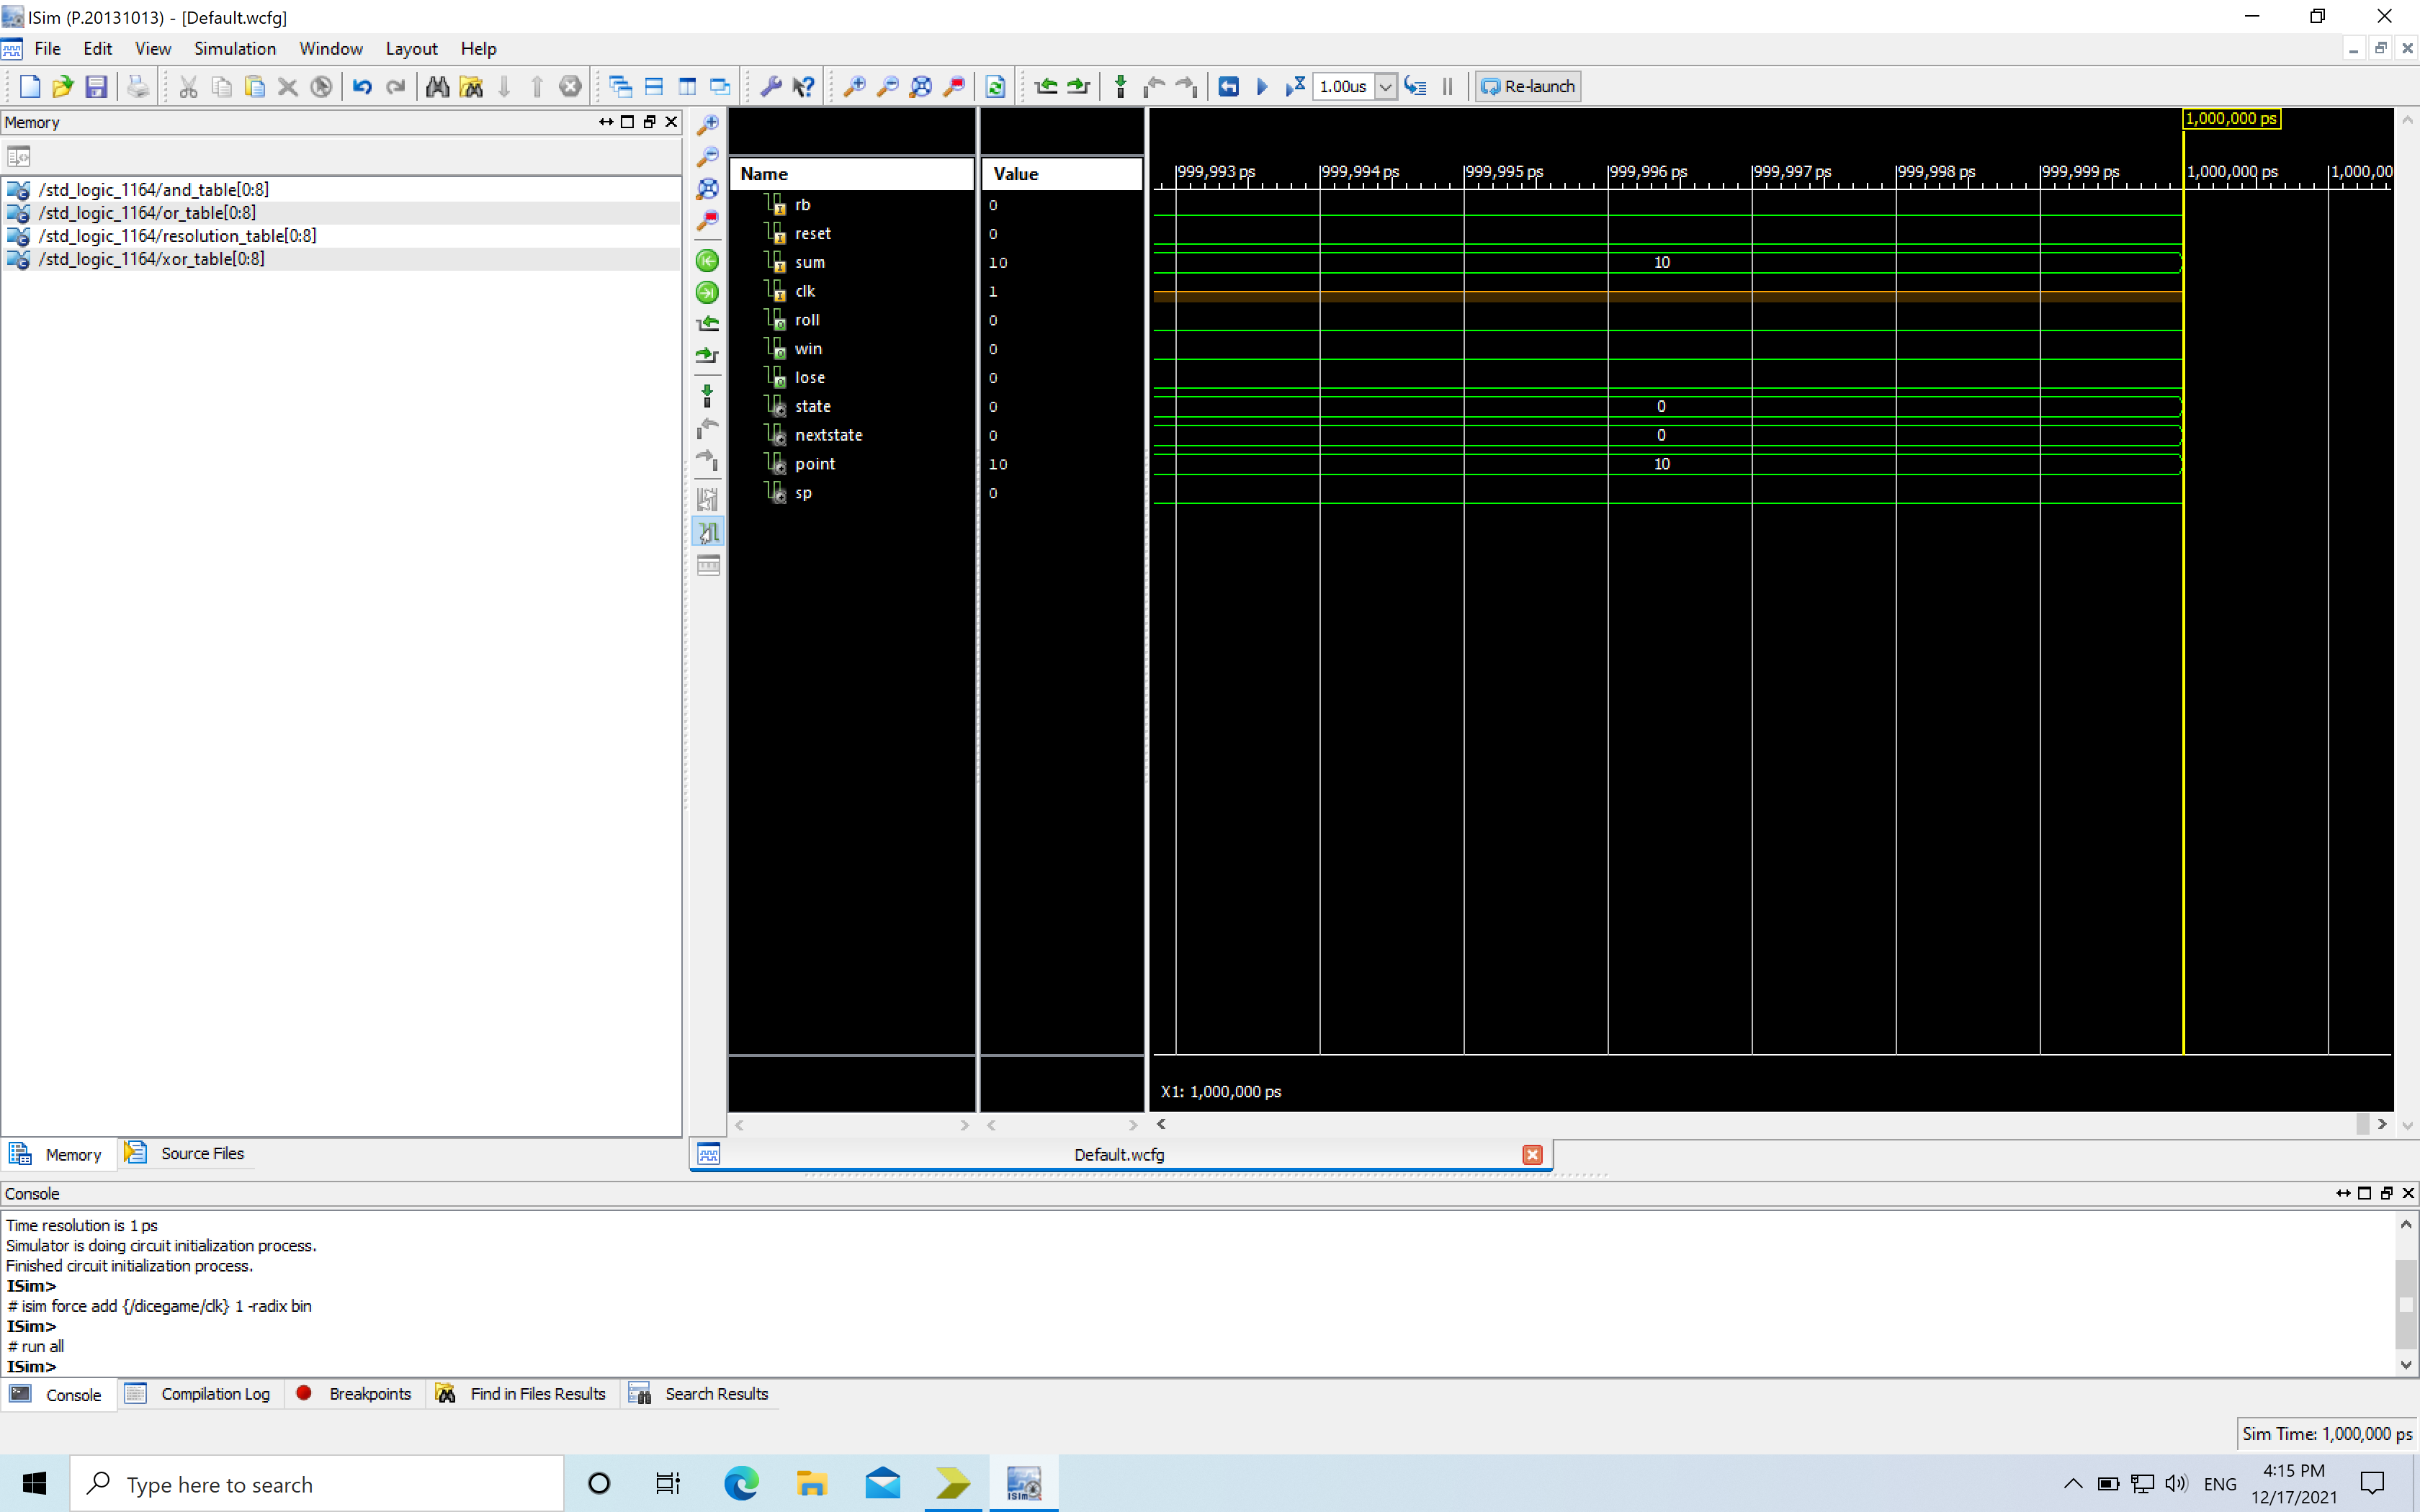 ISim (P.20131013) - [Default.wcfg]
File Edit View Simulation Window Layout Help
1.00us Re-launch
Memory
/std_logic_1164/and_table[0:8]
/std_logic_1164/or_table[0:8]
/std_logic_1164/resolution_table[0:8]
/std_logic_1164/xor_table[0:8]
1,000,000 ps
999,993 ps 999,994 ps 999,995 ps 999,996 ps 999,997 ps 999,998 ps 999,999 ps 1,000,000 ps 1,000,00
Name Value
rb 0
reset 0
sum 10 10
clk 1
roll 0
win 0
lose 0
state 0 0
nextstate 0 0
point 10 10
sp 0
X1: 1,000,000 ps
Memory Source Files
Default.wcfg
Console
Time resolution is 1 ps
Simulator is doing circuit initialization process.
Finished circuit initialization process.
ISim>
# isim force add {/dicegame/clk} 1 -radix bin
ISim>
# run all
ISim>
Console Compilation Log Breakpoints Find in Files Results Search Results
Sim Time: 1,000,000 ps
Type here to search
ISim
ENG
4:15 PM
12/17/2021